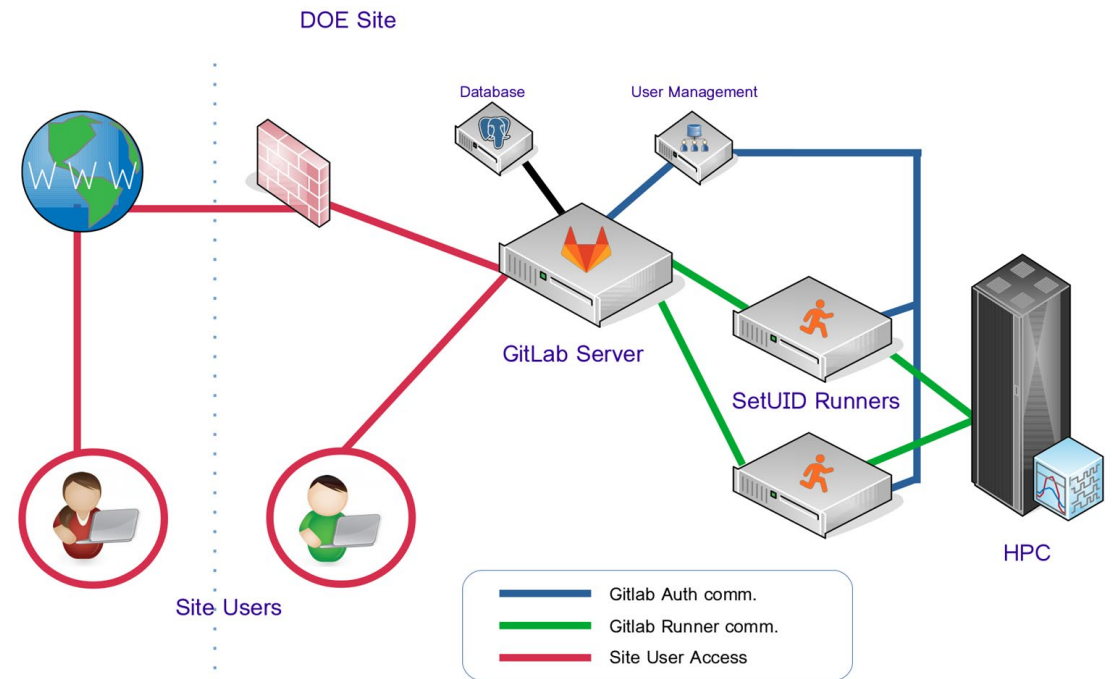 DOE Site
Database
User Management
W W W
GitLab Server
SetUID Runners
HPC
Site Users
Gitlab Auth comm.
Gitlab Runner comm.
Site User Access